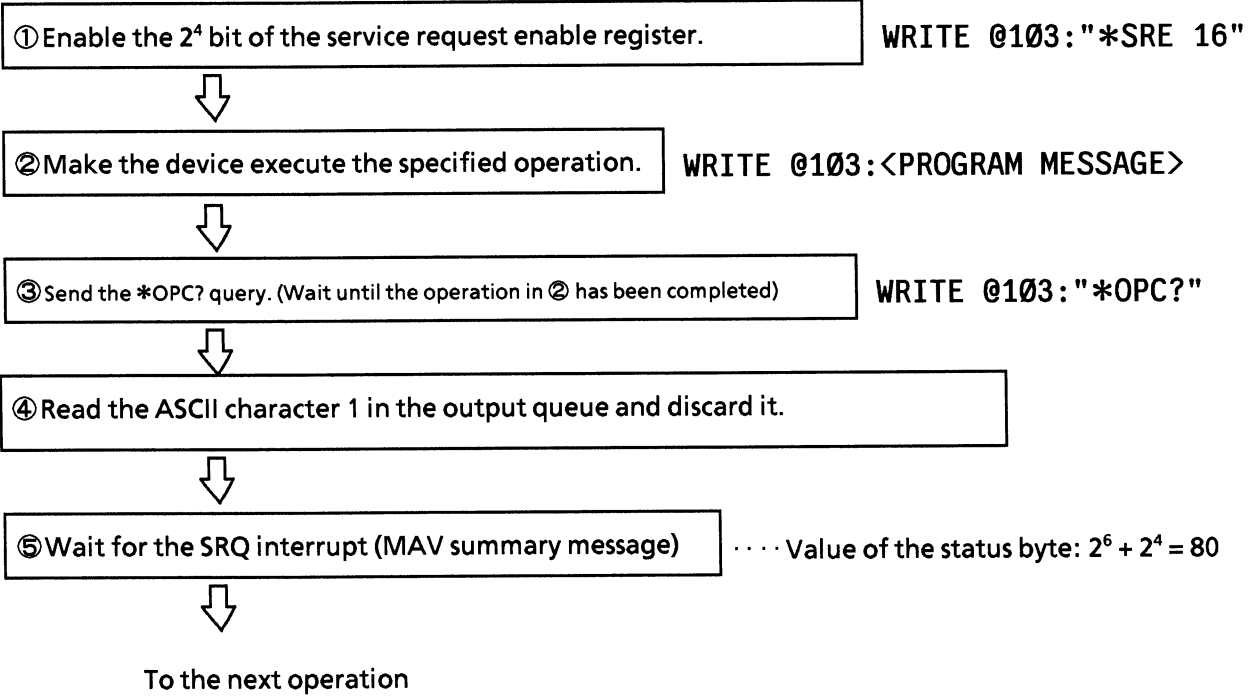 ①Enable the 2⁴ bit of the service request enable register. WRITE @1Ø3:"*SRE 16"
②Make the device execute the specified operation. WRITE @1Ø3:<PROGRAM MESSAGE>
③Send the *OPC? query. (Wait until the operation in ② has been completed) WRITE @1Ø3:"*OPC?"
④Read the ASCII character 1 in the output queue and discard it.
⑤Wait for the SRQ interrupt (MAV summary message) ···· Value of the status byte: 2⁶ + 2⁴ = 80
To the next operation